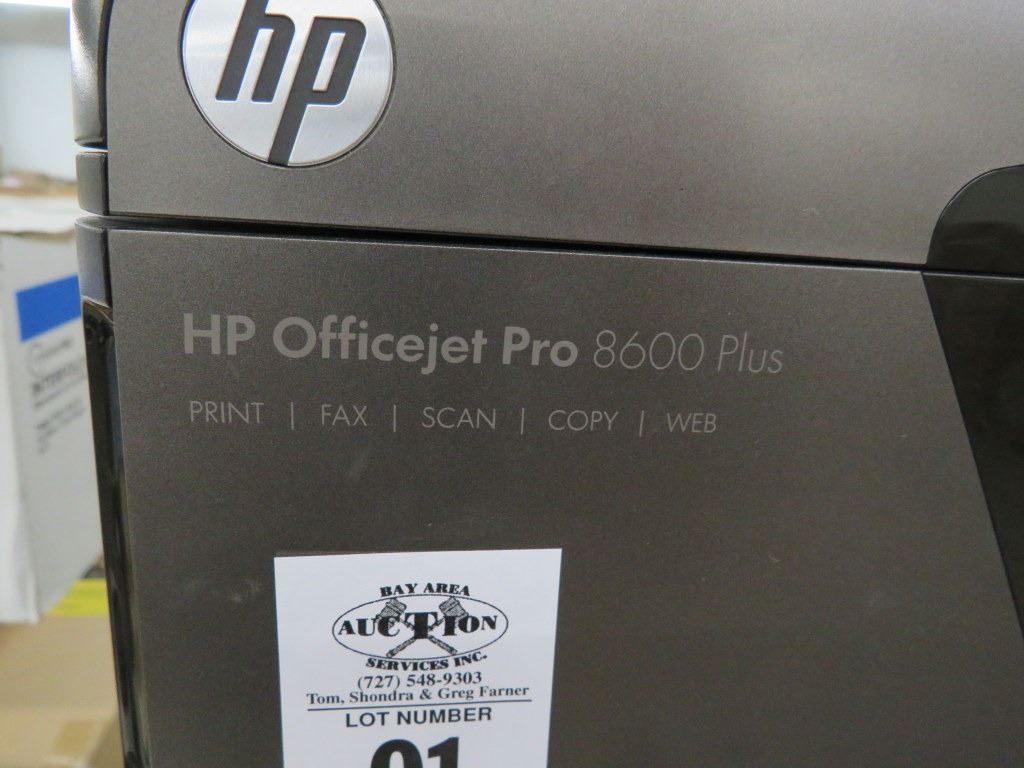 hp
HP Officejet Pro 8600 Plus
PRINT | FAX | SCAN | COPY | WEB
BAY AREA
AUCTION
SERVICES INC.
(727) 548-9303
Tom, Shondra & Greg Farner
LOT NUMBER
91